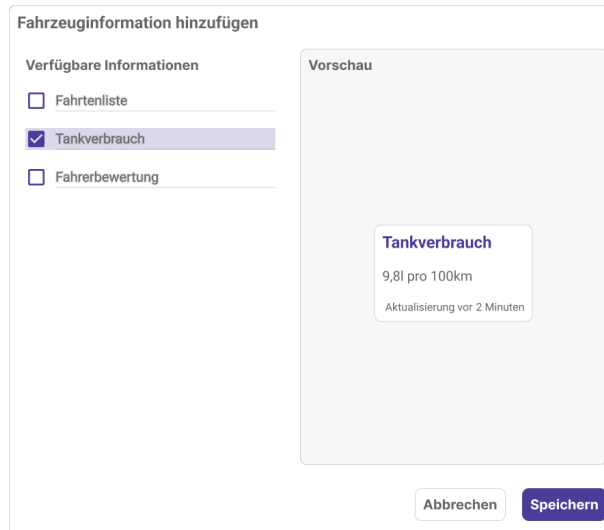 Fahrzeuginformation hinzufügen
Verfügbare Informationen
Fahrtenliste
Tankverbrauch
Fahrerbewertung
Vorschau
Tankverbrauch
9,8l pro 100km
Aktualisierung vor 2 Minuten
Abbrechen
Speichern